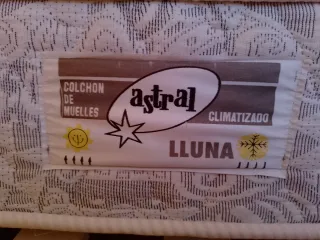 COLCHON
DE
MUELLES
astral
CLIMATIZADO
LLUNA